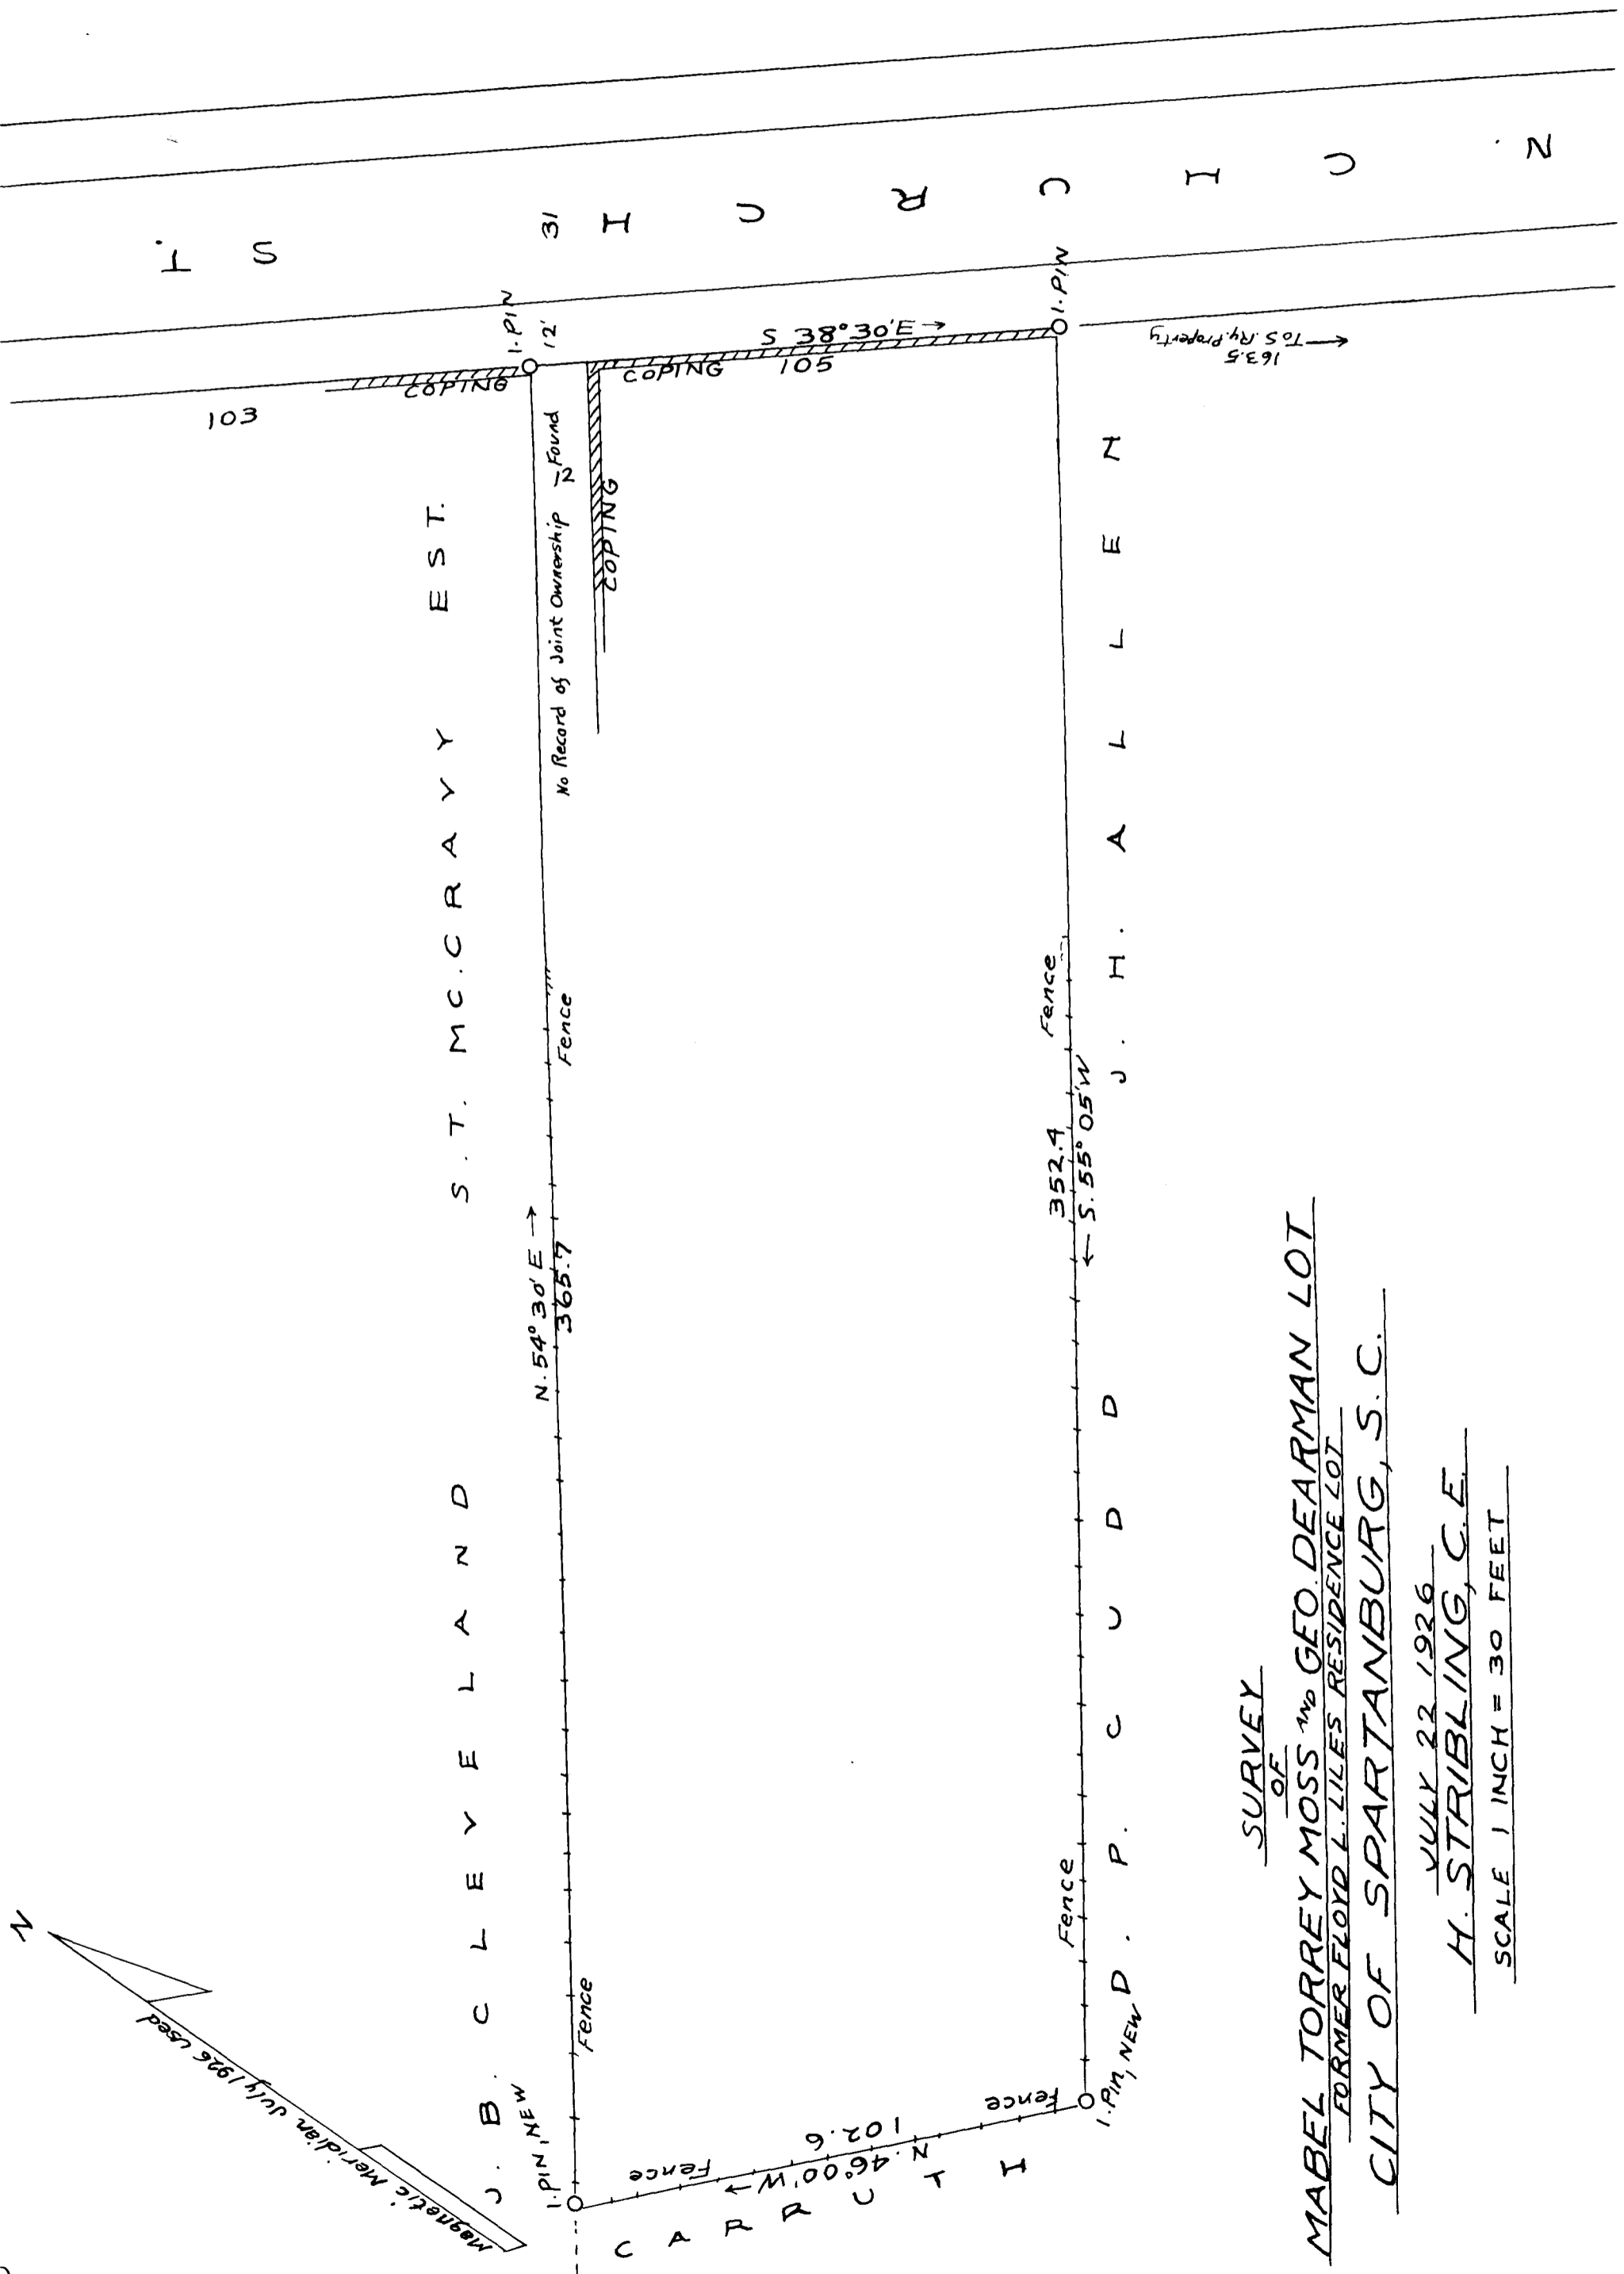 N. CHURCH ST.
31
I. PIN
12'
S 38°30'E →
COPING
105
I. PIN
163.5
← To S. Ry. Property
103
COPING
No Record of Joint Ownership Found
12
COPING
S. T. MC. CRAVY EST.
J. B. CLEVELAND
Fence
N. 54° 30' E →
365.7
Fence
I. PIN, NEW
N
Magnetic Meridian July 1926 used
J. H. ALLEN
Fence
352.4
← S. 55° 05' W
D. P. CUDD
Fence
I. Pin, NEW
Fence
102.6
N. 46°00'W →
Fence
CARRUTH
SURVEY
OF
MABEL TORREY MOSS AND GEO. DEARMAN LOT
FORMER FLOYD L. LILES RESIDENCE LOT
CITY OF SPARTANBURG, S. C.
JULY 22 1926
H. STRIBLING, C. E.
SCALE 1 INCH = 30 FEET